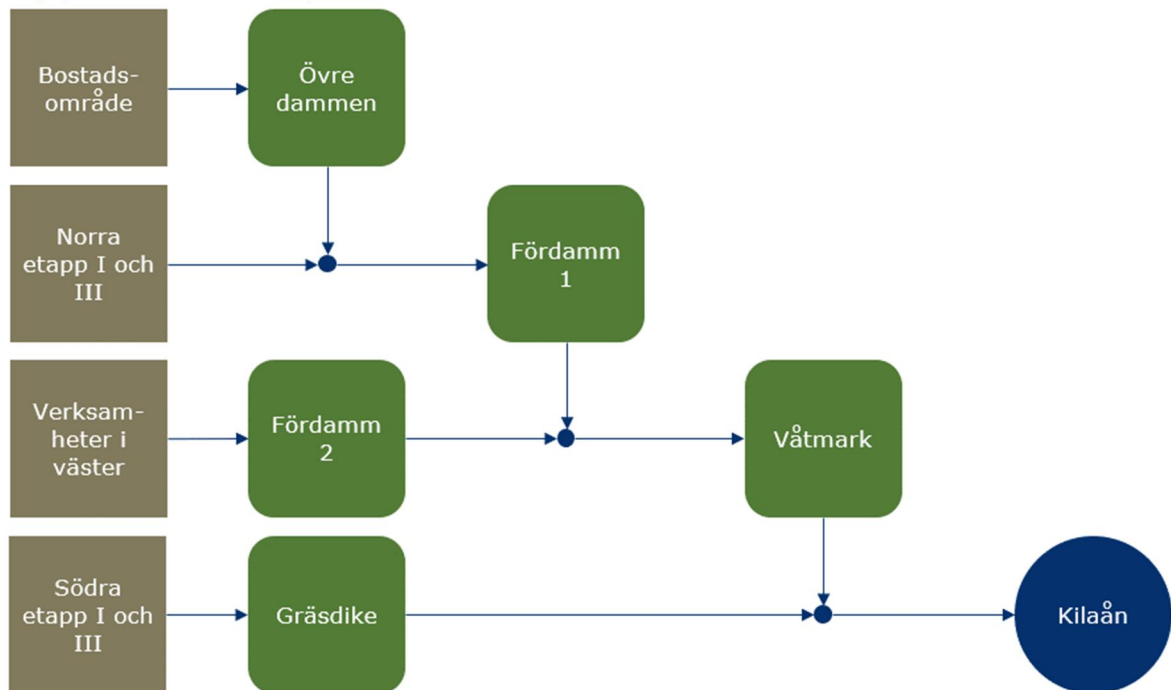 Bostads-
område
Övre
dammen
Norra
etapp I och
III
Fördamm
1
Verksam-
heter i
väster
Fördamm
2
Våtmark
Södra
etapp I och
III
Gräsdike
Kilaån